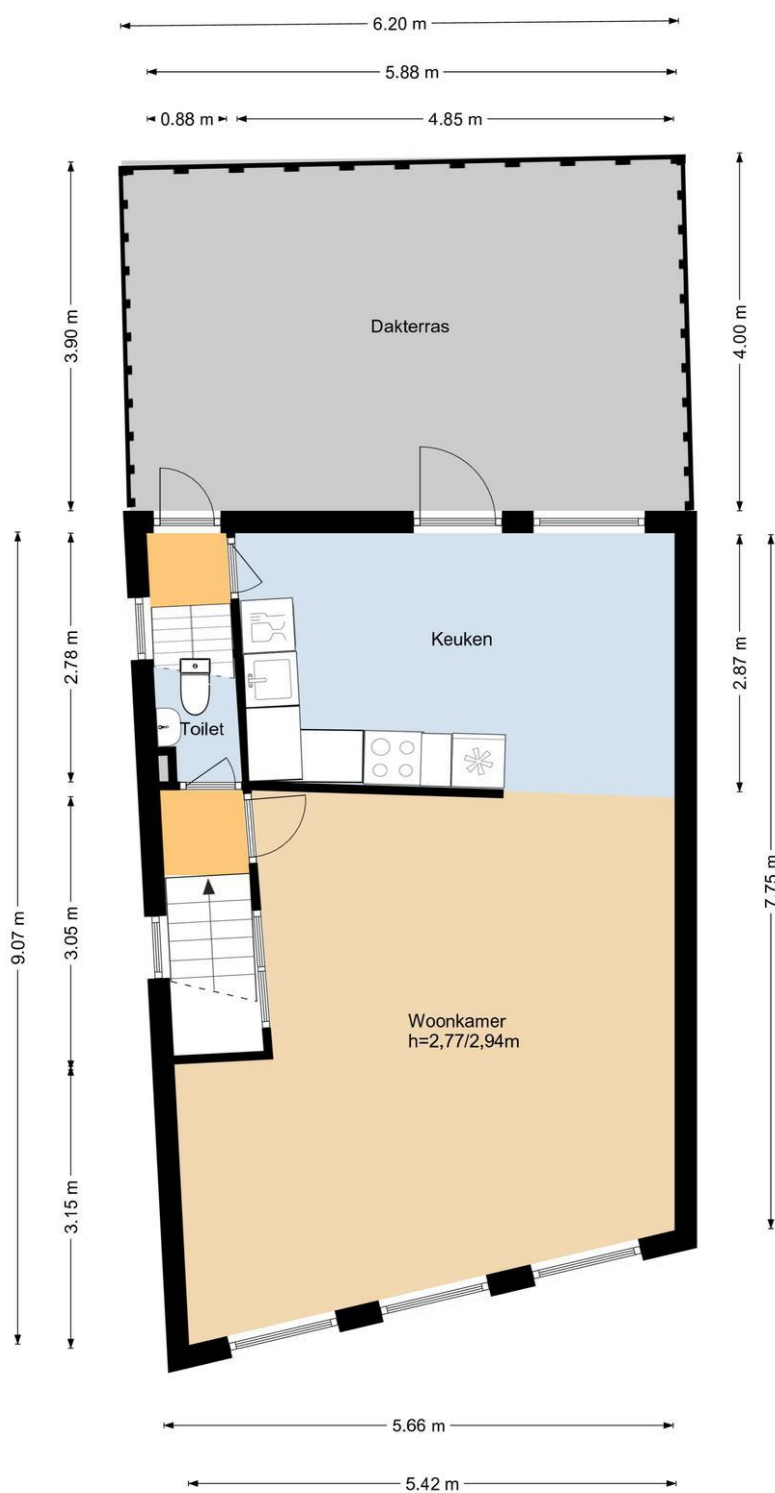 6.20 m
5.88 m
0.88 m
4.85 m
3.90 m
4.00 m
Dakterras
2.78 m
Keuken
2.87 m
Toilet
9.07 m
3.05 m
7.75 m
Woonkamer
h=2,77/2,94m
3.15 m
5.66 m
5.42 m